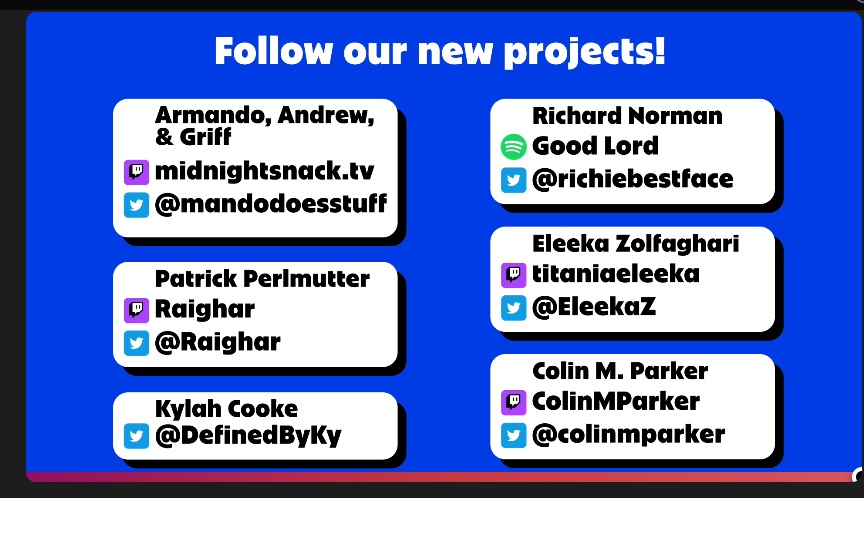 Follow our new projects!
Armando, Andrew,
& Griff
midnightsnack.tv
@mandodoesstuff
Patrick Perlmutter
Raighar
@Raighar
Kylah Cooke
@DefinedByKy
Richard Norman
Good Lord
@richiebestface
Eleeka Zolfaghari
titaniaeleeka
@EleekaZ
Colin M. Parker
ColinMParker
@colinmparker